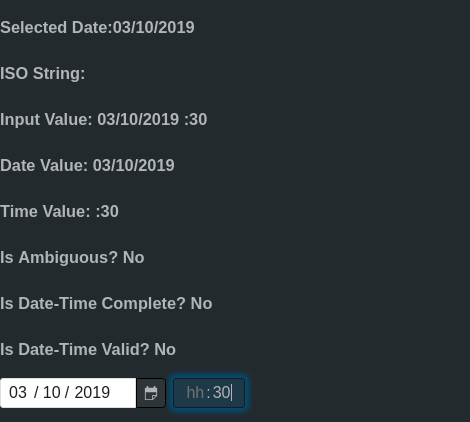 Selected Date:03/10/2019
ISO String:
Input Value: 03/10/2019 :30
Date Value: 03/10/2019
Time Value: :30
Is Ambiguous? No
Is Date-Time Complete? No
Is Date-Time Valid? No
03 / 10 / 2019 hh:30